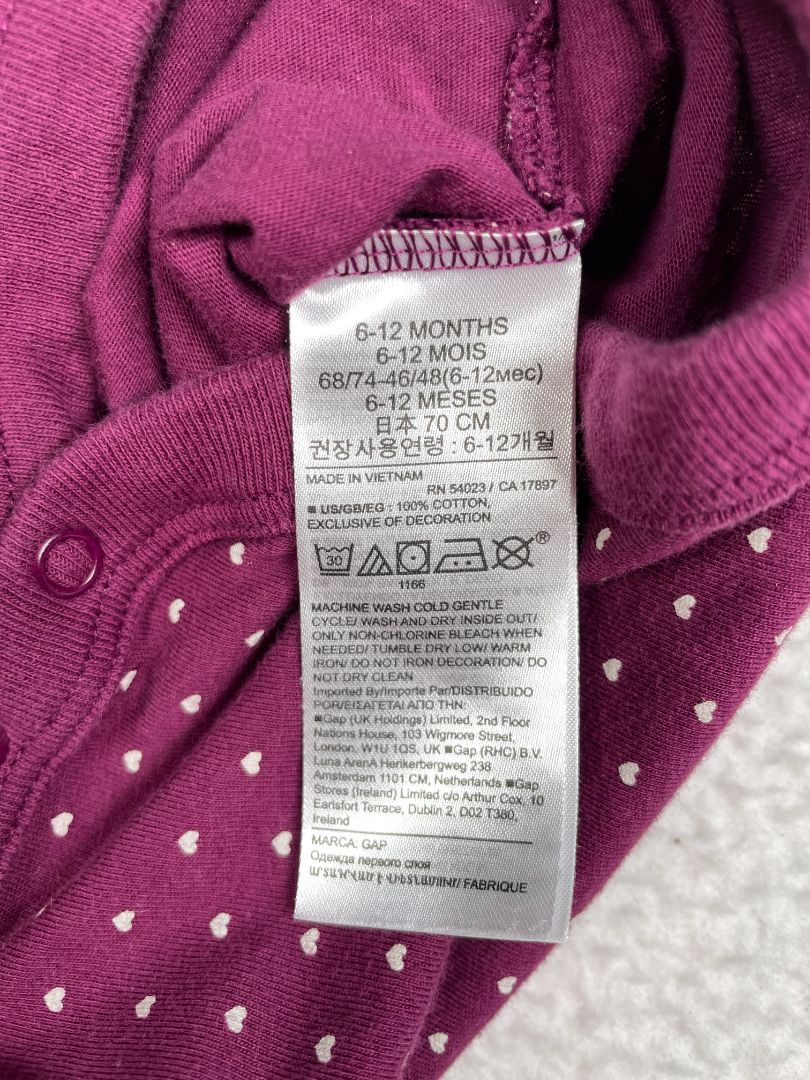 6-12 MONTHS
6-12 MOIS
68/74-46/48(6-12мес)
6-12 MESES
日本 70 CM
권장사용연령 : 6-12개월
MADE IN VIETNAM
RN 54023 / CA 17897
■ US/GB/EG : 100% COTTON,
EXCLUSIVE OF DECORATION
30
®
1166
MACHINE WASH COLD GENTLE
CYCLE/ WASH AND DRY INSIDE OUT/
ONLY NON-CHLORINE BLEACH WHEN
NEEDED/ TUMBLE DRY LOW/ WARM
IRON/ DO NOT IRON DECORATION/ DO
NOT DRY CLEAN
Imported By/Importe Par/DISTRIBUIDO
POR/ΕΙΣΑΓΕΤΑΙ ΑΠΟ ΤΗΝ:
■Gap (UK Holdings) Limited, 2nd Floor
Nations House, 103 Wigmore Street,
London, W1U 1QS, UK ■Gap (RHC) B.V.
Luna ArenA Herikerbergweg 238
Amsterdam 1101 CM, Netherlands ■Gap
Stores (Ireland) Limited c/o Arthur Cox, 10
Earlsfort Terrace, Dublin 2, D02 T380,
Ireland
MARCA: GAP
Одежда первого слоя
/ FABRIQUE